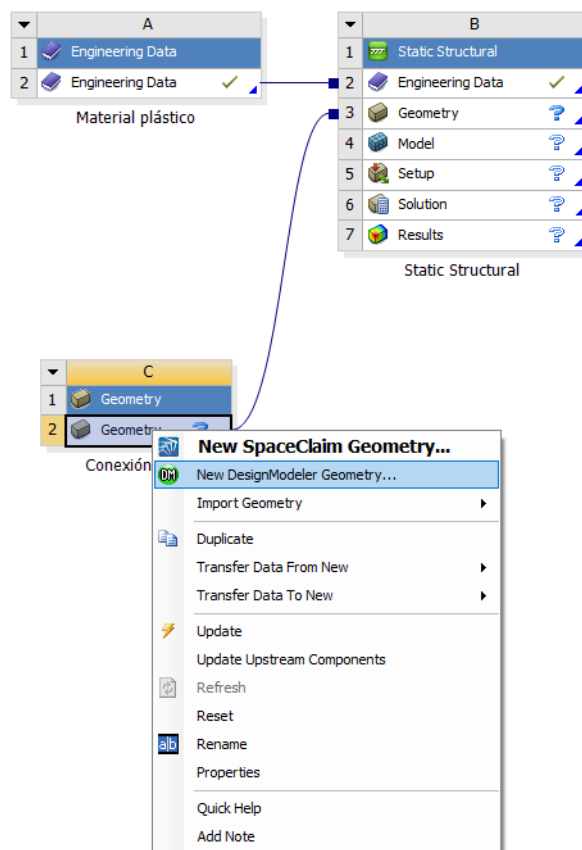 A
1 Engineering Data
2 Engineering Data
Material plástico
B
1 Static Structural
2 Engineering Data
3 Geometry
4 Model
5 Setup
6 Solution
7 Results
Static Structural
C
1 Geometry
2 Geometry
Conexión
New SpaceClaim Geometry...
DM New DesignModeler Geometry...
Import Geometry
Duplicate
Transfer Data From New
Transfer Data To New
Update
Update Upstream Components
Refresh
Reset
a|b Rename
Properties
Quick Help
Add Note